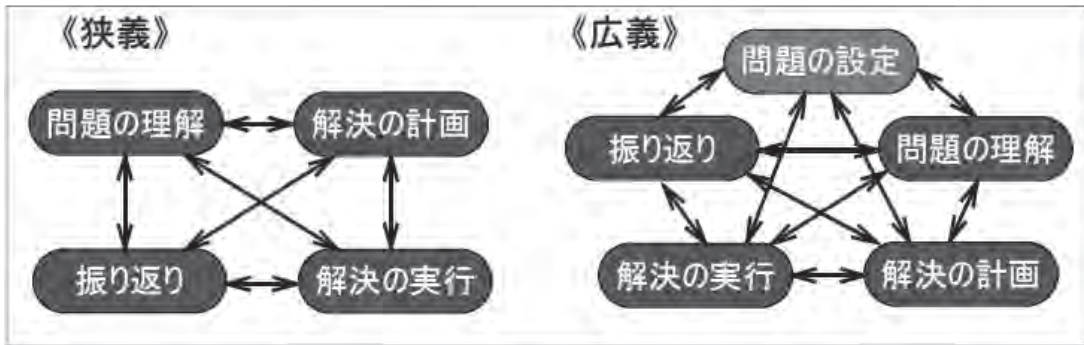 《狭義》
問題の理解
解決の計画
振り返り
解決の実行
《広義》
問題の設定
振り返り
問題の理解
解決の実行
解決の計画